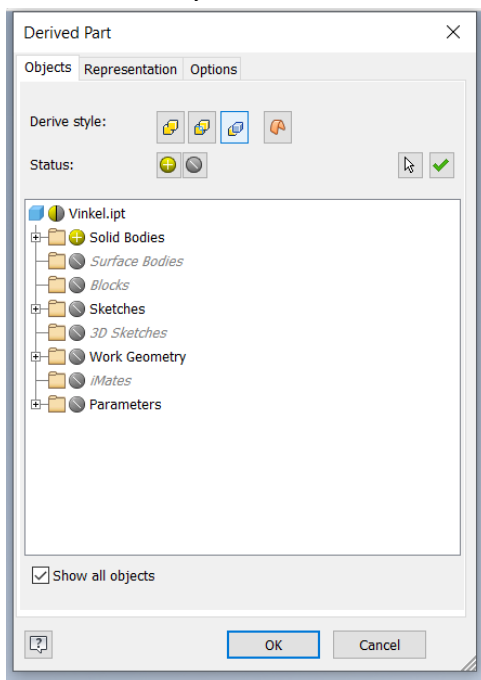 Derived Part
Objects Representation Options
Derive style:
Status:
Vinkel.ipt
Solid Bodies
Surface Bodies
Blocks
Sketches
3D Sketches
Work Geometry
iMates
Parameters
Show all objects
OK Cancel